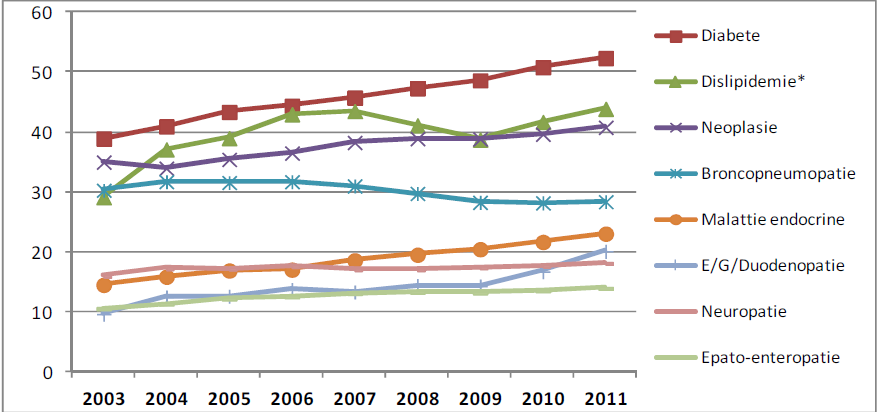 60
50
40
30
20
10
0
2003 2004 2005 2006 2007 2008 2009 2010 2011
Diabete
Dislipidemie*
Neoplasie
Broncopneumopatie
Malattie endocrine
E/G/Duodenopatie
Neuropatie
Epato-enteropatie